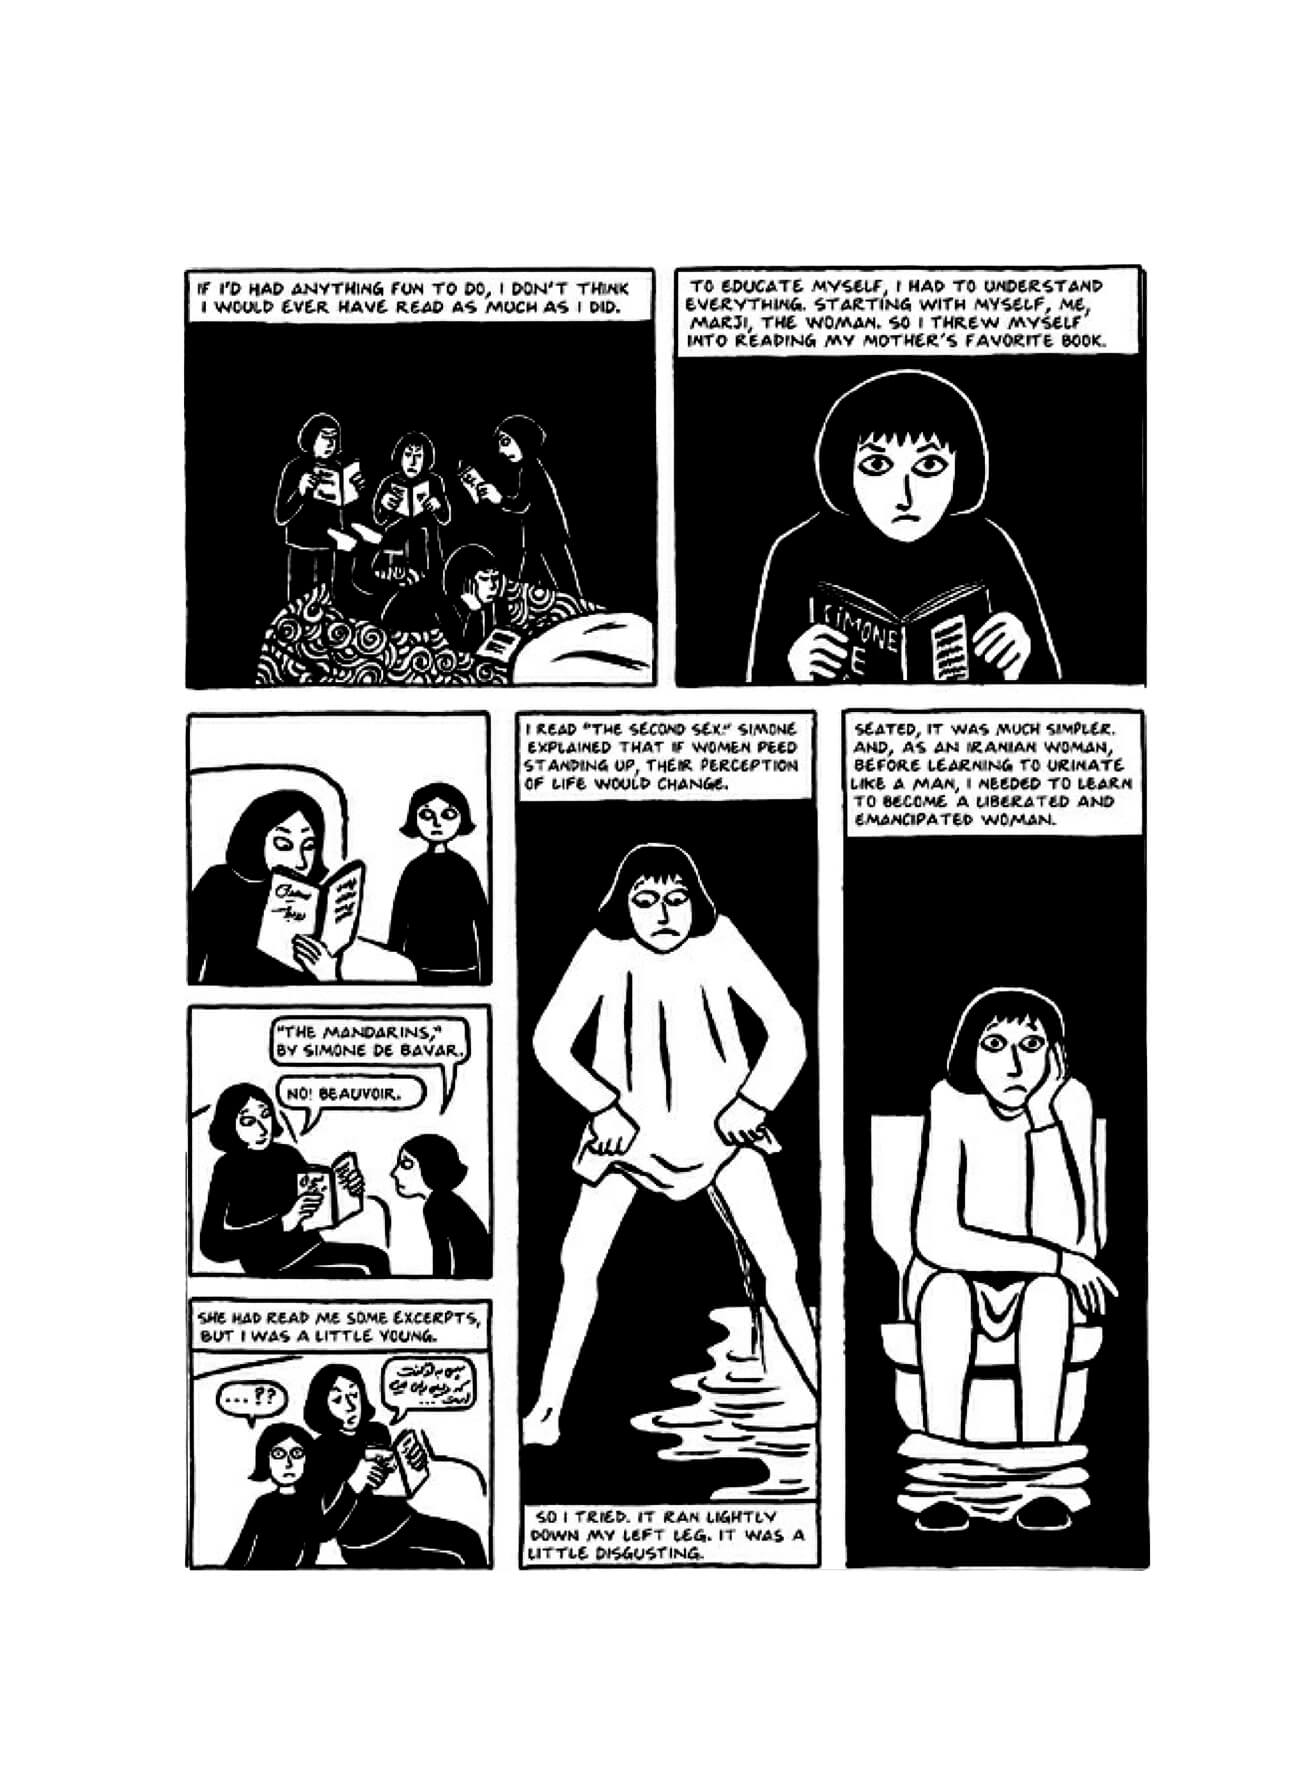 IF I'D HAD ANYTHING FUN TO DO, I DON'T THINK
I WOULD EVER HAVE READ AS MUCH AS I DID.
TO EDUCATE MYSELF, I HAD TO UNDERSTAND
EVERYTHING. STARTING WITH MYSELF, ME,
MARJI, THE WOMAN. SO I THREW MYSELF
INTO READING MY MOTHER'S FAVORITE BOOK.
SIMONE
E
"THE MANDARINS,"
BY SIMONE DE BAVAR.
NO! BEAUVOIR.
SHE HAD READ ME SOME EXCERPTS,
BUT I WAS A LITTLE YOUNG.
...??
I READ "THE SECOND SEX." SIMONE
EXPLAINED THAT IF WOMEN PEED
STANDING UP, THEIR PERCEPTION
OF LIFE WOULD CHANGE.
SO I TRIED. IT RAN LIGHTLY
DOWN MY LEFT LEG. IT WAS A
LITTLE DISGUSTING.
SEATED, IT WAS MUCH SIMPLER.
AND, AS AN IRANIAN WOMAN,
BEFORE LEARNING TO URINATE
LIKE A MAN, I NEEDED TO LEARN
TO BECOME A LIBERATED AND
EMANCIPATED WOMAN.